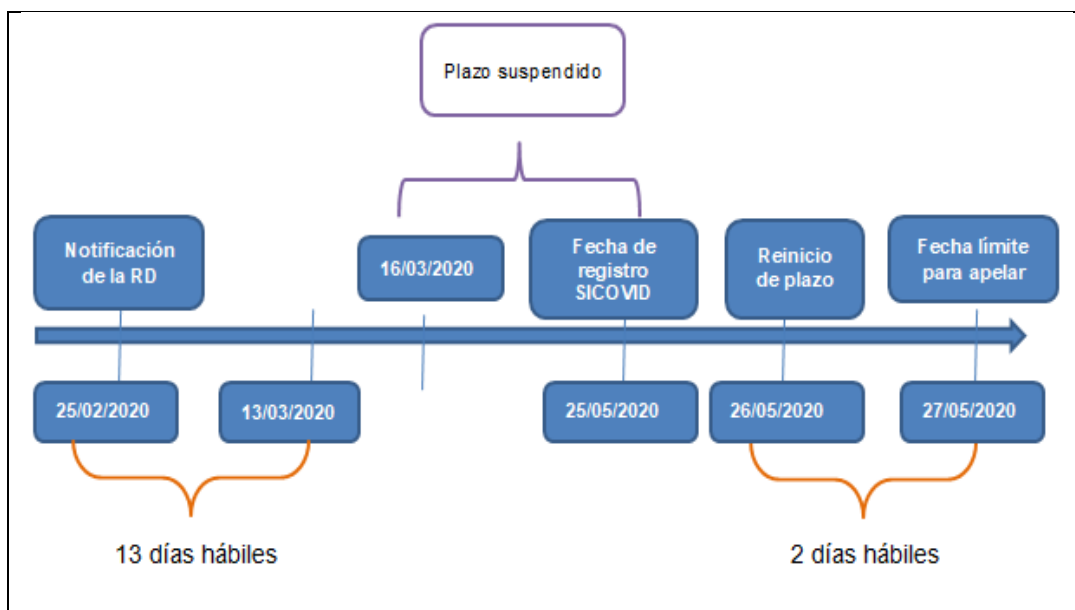 Plazo suspendido
Notificación
de la RD
16/03/2020
Fecha de
registro
SICOVID
Reinicio
de plazo
Fecha límite
para apelar
25/02/2020
13/03/2020
25/05/2020
26/05/2020
27/05/2020
13 días hábiles
2 días hábiles